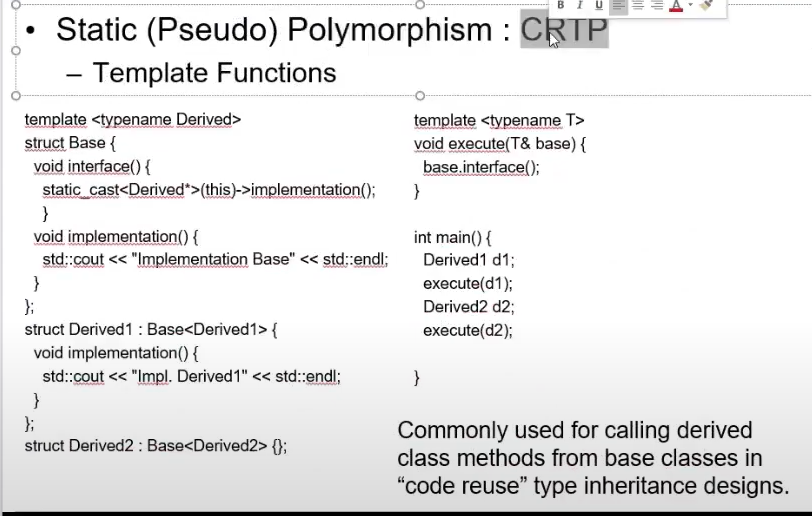 B I U A
• Static (Pseudo) Polymorphism : CRTP
– Template Functions
template <typename Derived>
struct Base {
void interface() {
static_cast<Derived*>(this)->implementation();
}
void implementation() {
std::cout << "Implementation Base" << std::endl;
}
};
struct Derived1 : Base<Derived1> {
void implementation() {
std::cout << "Impl. Derived1" << std::endl;
}
};
struct Derived2 : Base<Derived2> {};
template <typename T>
void execute(T& base) {
base.interface();
}
int main() {
Derived1 d1;
execute(d1);
Derived2 d2;
execute(d2);
}
Commonly used for calling derived
class methods from base classes in
“code reuse” type inheritance designs.